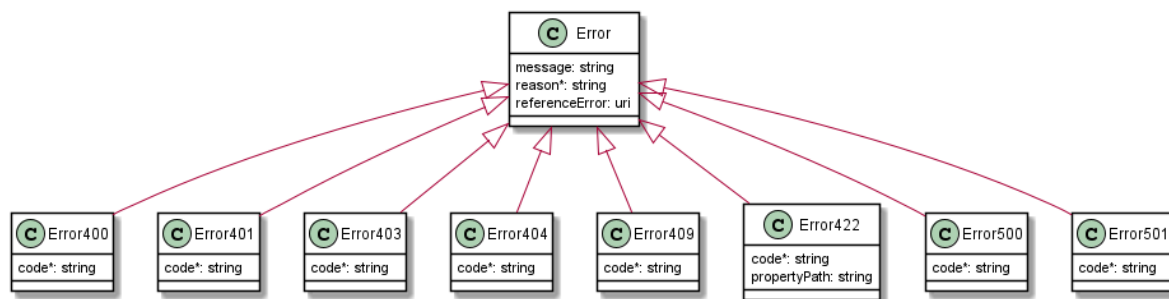 C Error
message: string
reason*: string
referenceError: uri
C Error400
code*: string
C Error401
code*: string
C Error403
code*: string
C Error404
code*: string
C Error409
code*: string
C Error422
code*: string
propertyPath: string
C Error500
code*: string
C Error501
code*: string